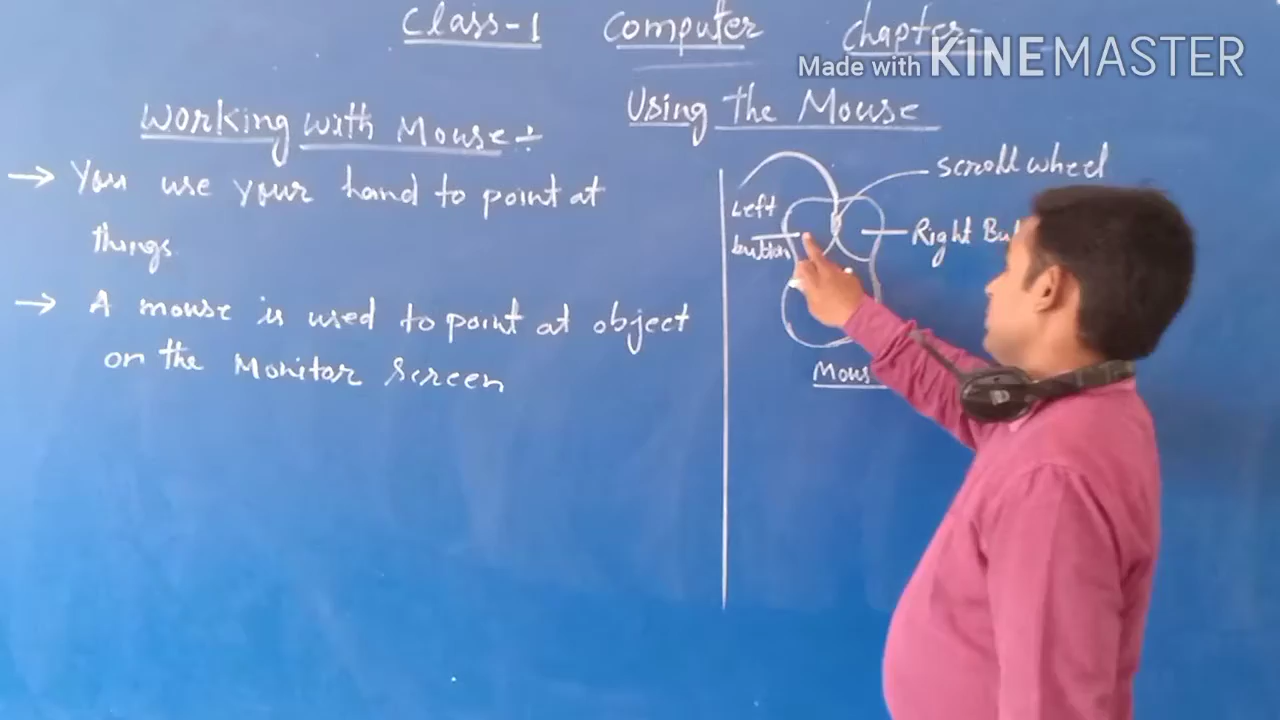 Class-1 Computer Chapter-
Made with KINEMASTER
Using the Mouse
Working with Mouse÷
→ You use your hand to point at
things.
→ A mouse is used to point at object
on the Monitor Screen
Scroll wheel
Left
button
Right Bu
Mous